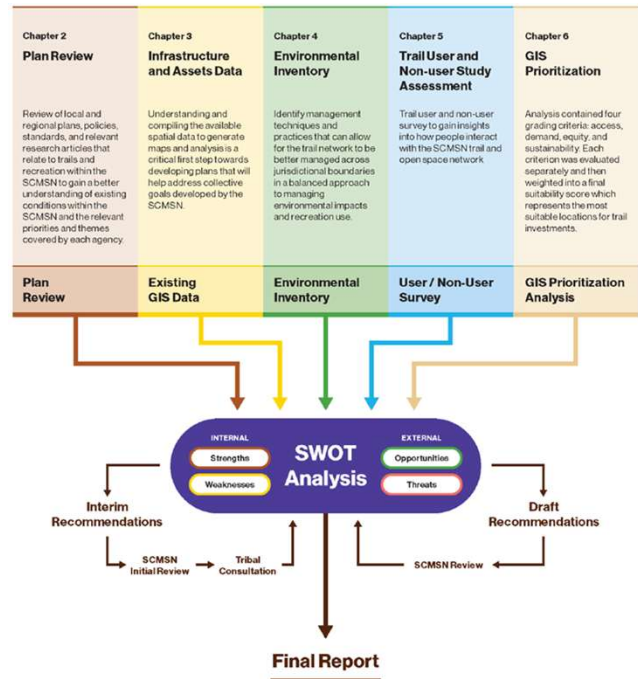 Chapter 2
Plan Review
Review of local and
regional plans, policies,
standards, and relevant
research articles that
relate to trails and
recreation within the
SCMSN to gain a better
understanding of existing
conditions within the
SCMSN and the relevant
priorities and themes
covered by each agency.
Chapter 3
Infrastructure
and Assets Data
Understanding and
compiling the available
spatial data to generate
maps and analysis is a
critical first step towards
developing plans that will
help address collective
goals developed by the
SCMSN.
Chapter 4
Environmental
Inventory
Identify management
techniques and
practices that can allow
for the trail network to be
better managed across
jurisdictional boundaries
in a balanced approach
to managing
environmental impacts
and recreation use.
Chapter 5
Trail User and
Non-user Study
Assessment
Trail user and non-user
survey to gain insights
into how people interact
with the SCMSN trail and
open space network
Chapter 6
GIS
Prioritization
Analysis contained four
grading criteria: access,
demand, equity, and
sustainability. Each
criterion was evaluated
separately and then
weighted into a final
suitability score which
represents the most
suitable locations for trail
investments.
Plan
Review
Existing
GIS Data
Environmental
Inventory
User / Non-User
Survey
GIS Prioritization
Analysis
INTERNAL
Strengths
Weaknesses
SWOT
Analysis
EXTERNAL
Opportunities
Threats
Interim
Recommendations
SCMSN
Initial Review
Tribal
Consultation
Draft
Recommendations
SCMSN Review
Final Report